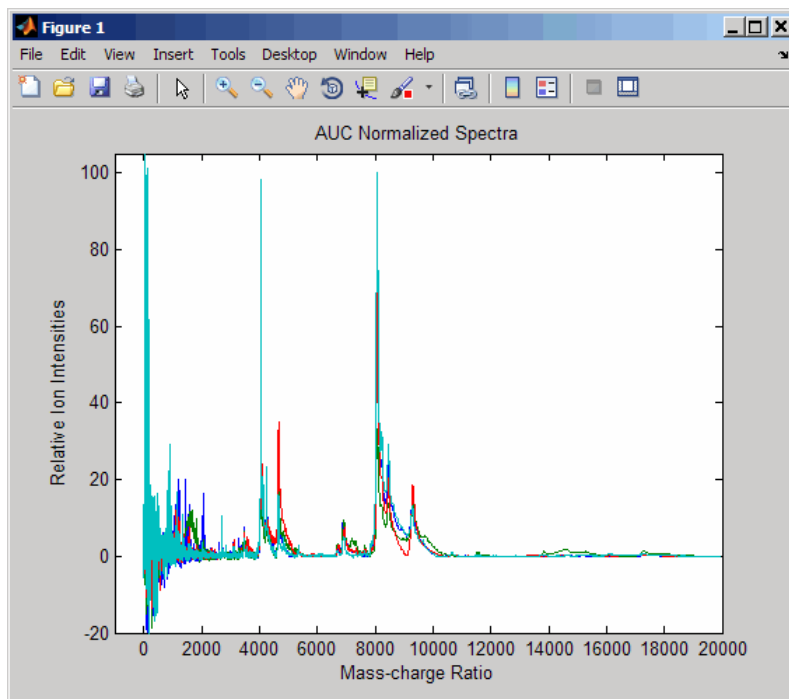 Figure 1
File Edit View Insert Tools Desktop Window Help
AUC Normalized Spectra
100
80
60
40
20
0
-20
Relative Ion Intensities
0 2000 4000 6000 8000 10000 12000 14000 16000 18000 20000
Mass-charge Ratio